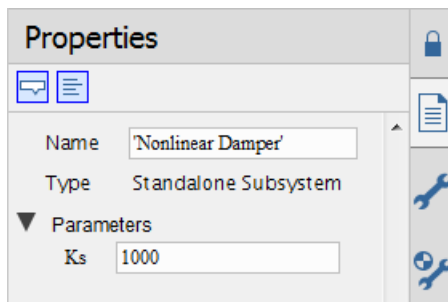 Properties
Name 'Nonlinear Damper'
Type Standalone Subsystem
Parameters
Ks 1000